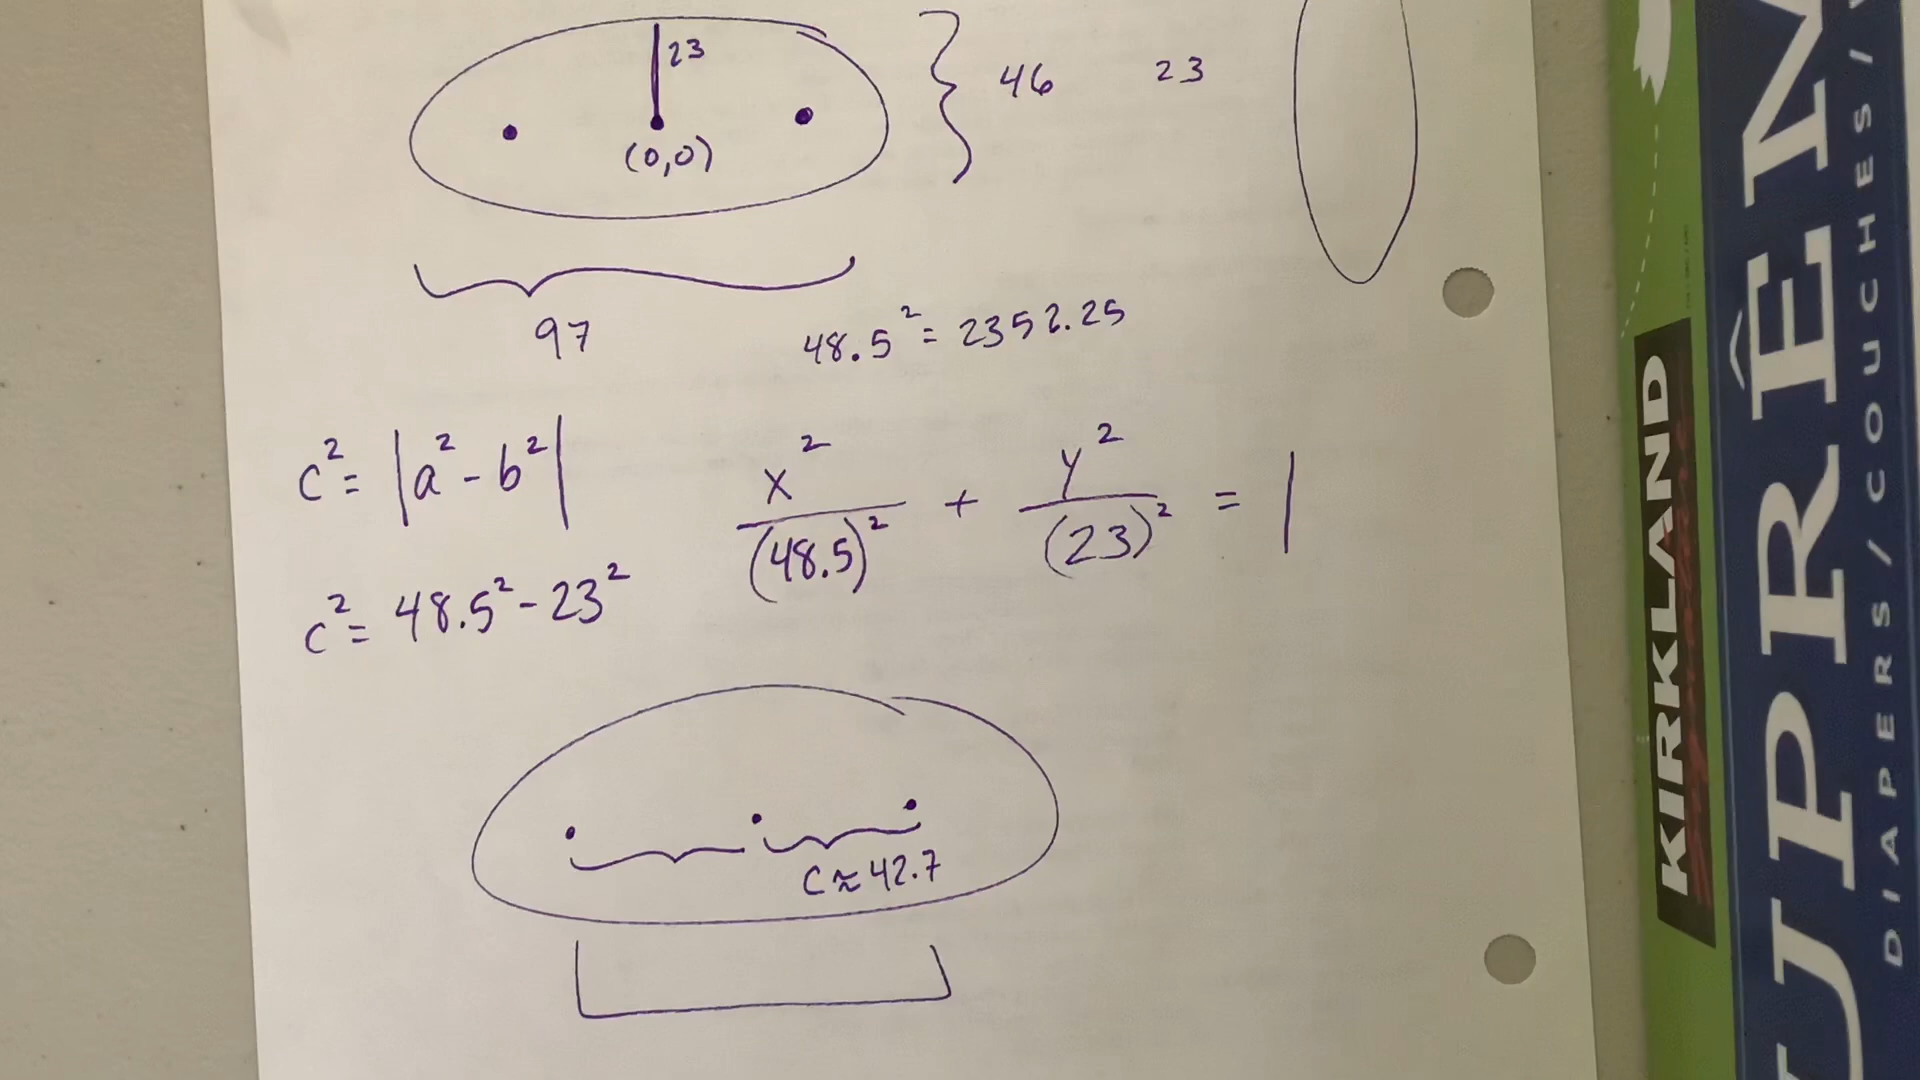 23
46 23
(0,0)
97
48.5² = 2352.25
c² = |a² - b²|
x²/(48.5)² + y²/(23)² = 1
c² = 48.5² - 23²
c ≈ 42.7
KIRKLAND
UPRÊM
DIAPERS/COUCHES/